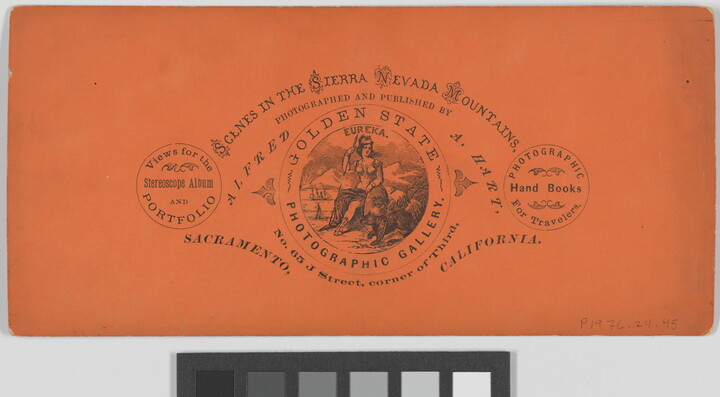 Scenes in the Sierra Nevada Mountains,
PHOTOGRAPHED AND PUBLISHED BY
ALFRED A. HART,
GOLDEN STATE
EUREKA.
PHOTOGRAPHIC GALLERY.
No. 65 J Street, corner of Third,
SACRAMENTO, CALIFORNIA.
Views for the
Stereoscope Album
AND
PORTFOLIO
PHOTOGRAPHIC
Hand Books
For Travelers.
P1976.24.45